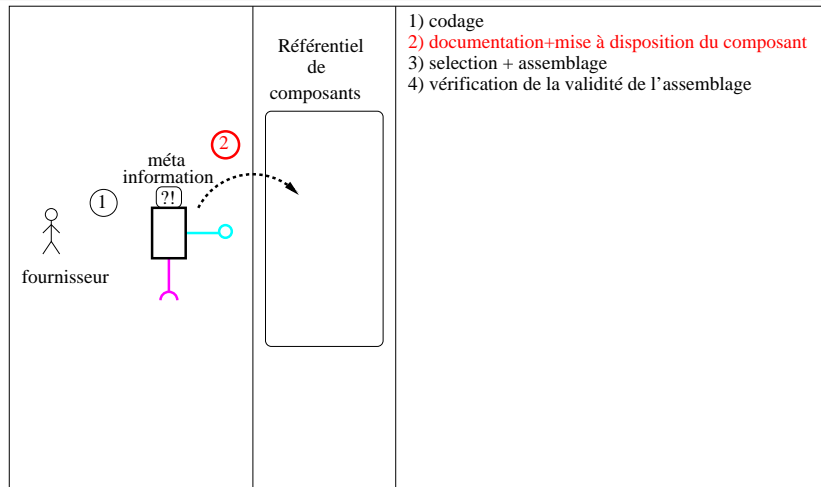 Référentiel
de
composants
2
méta
information
?!
1
fournisseur
1) codage
2) documentation+mise à disposition du composant
3) selection + assemblage
4) vérification de la validité de l'assemblage